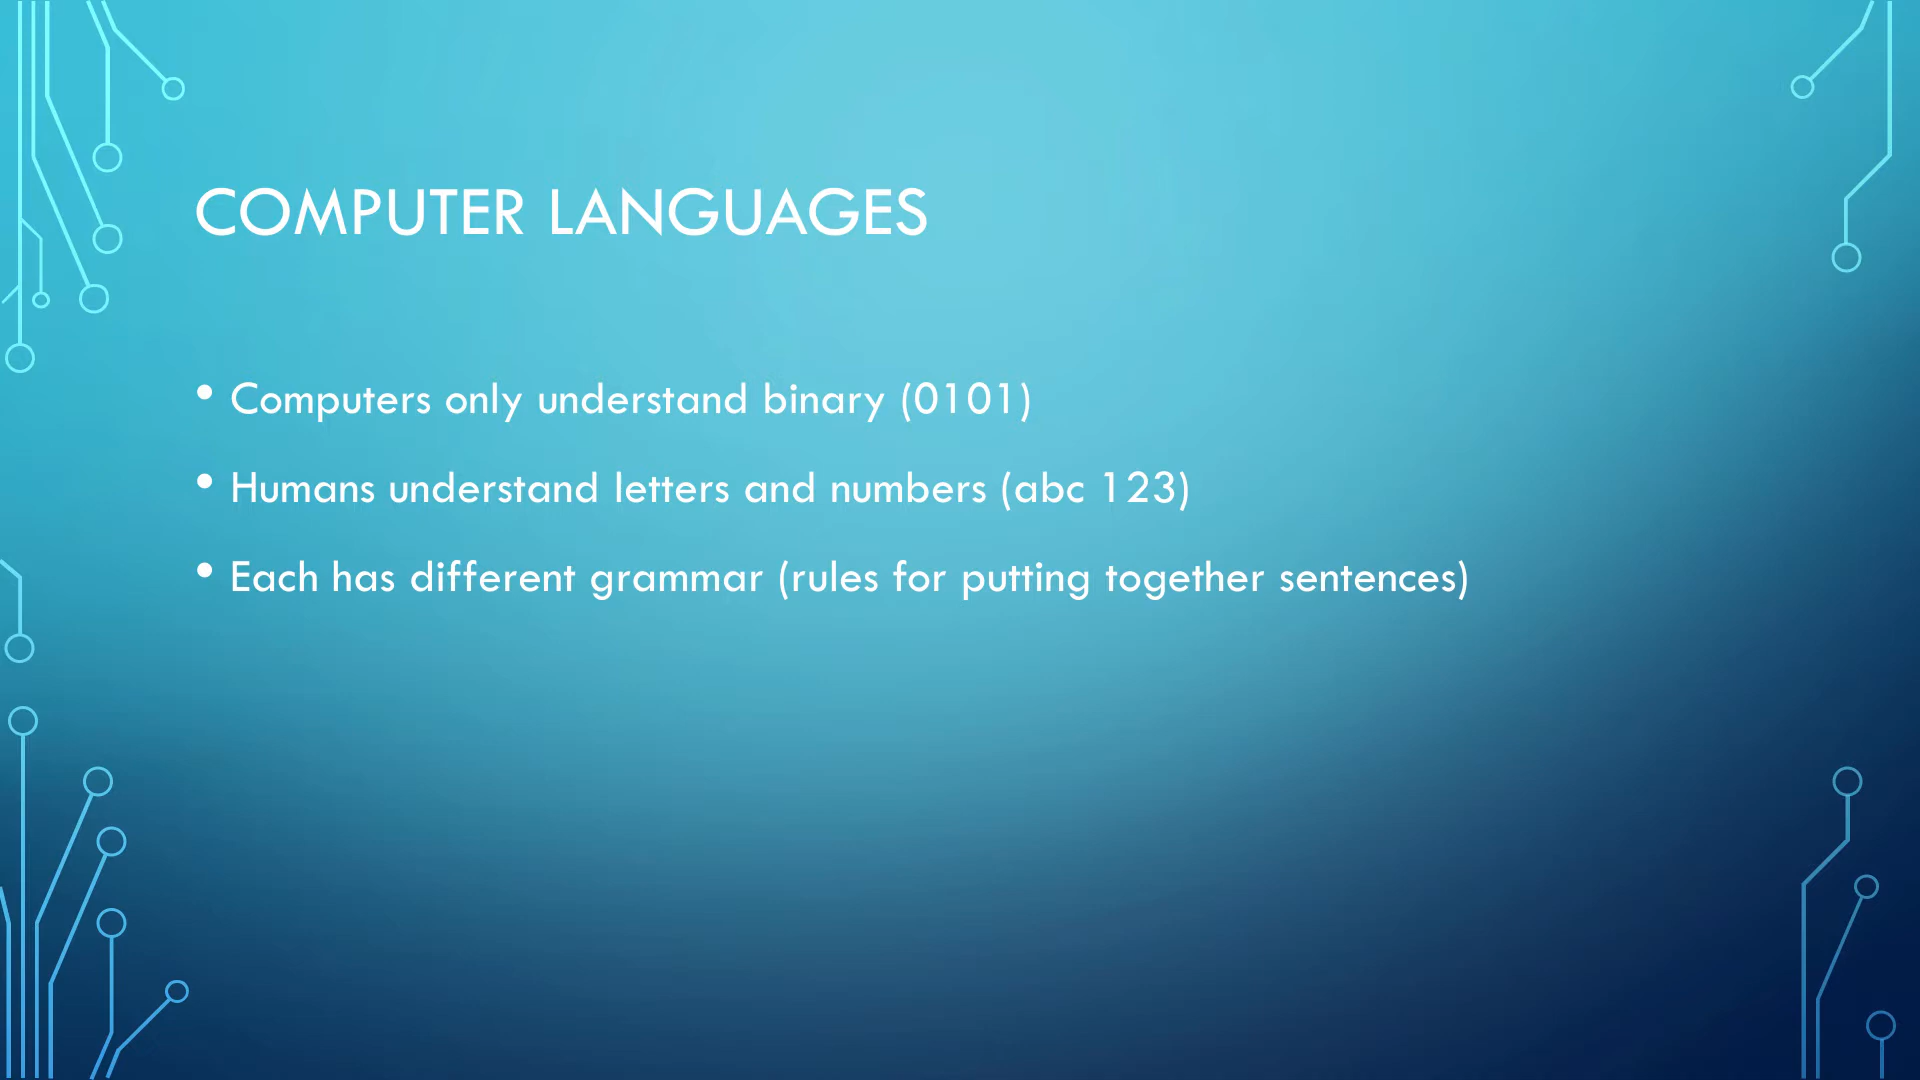 COMPUTER LANGUAGES
• Computers only understand binary (0101)
• Humans understand letters and numbers (abc 123)
• Each has different grammar (rules for putting together sentences)